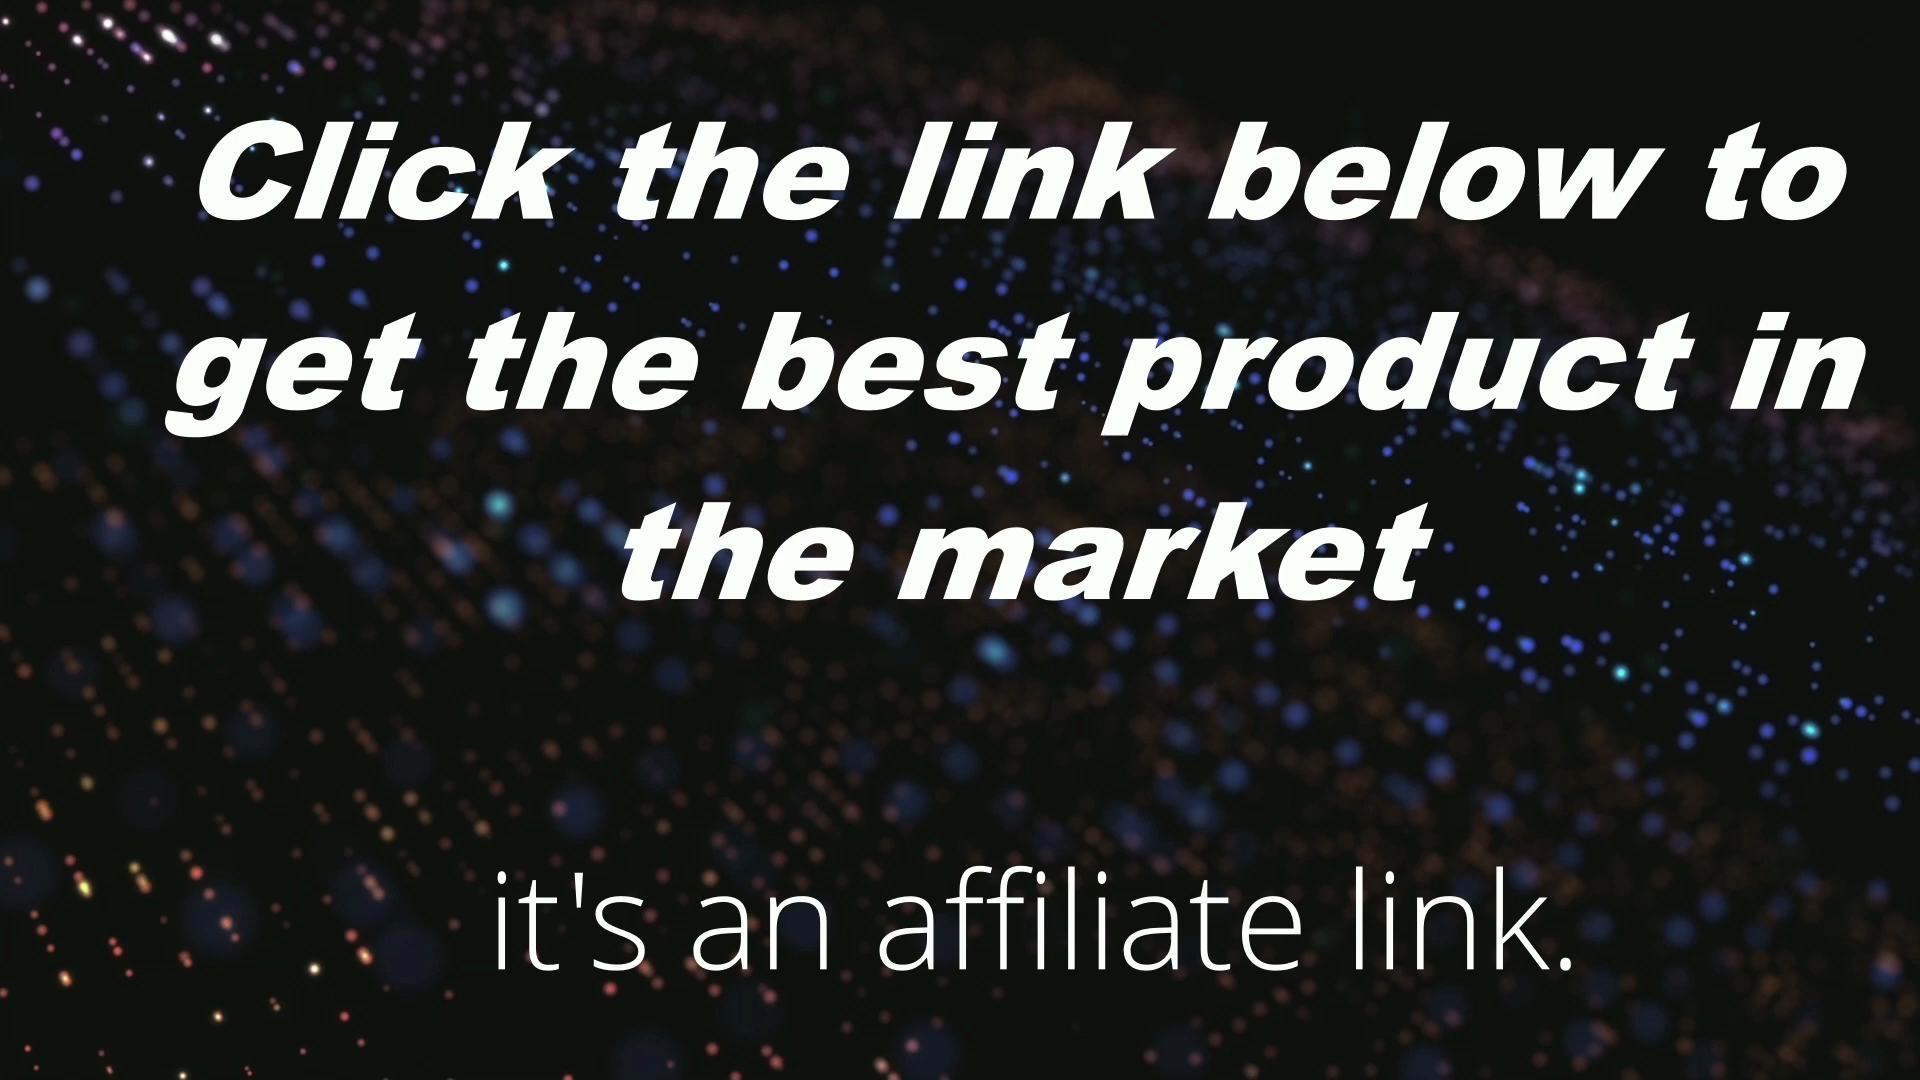 Click the link below to
get the best product in
the market
it's an affiliate link.